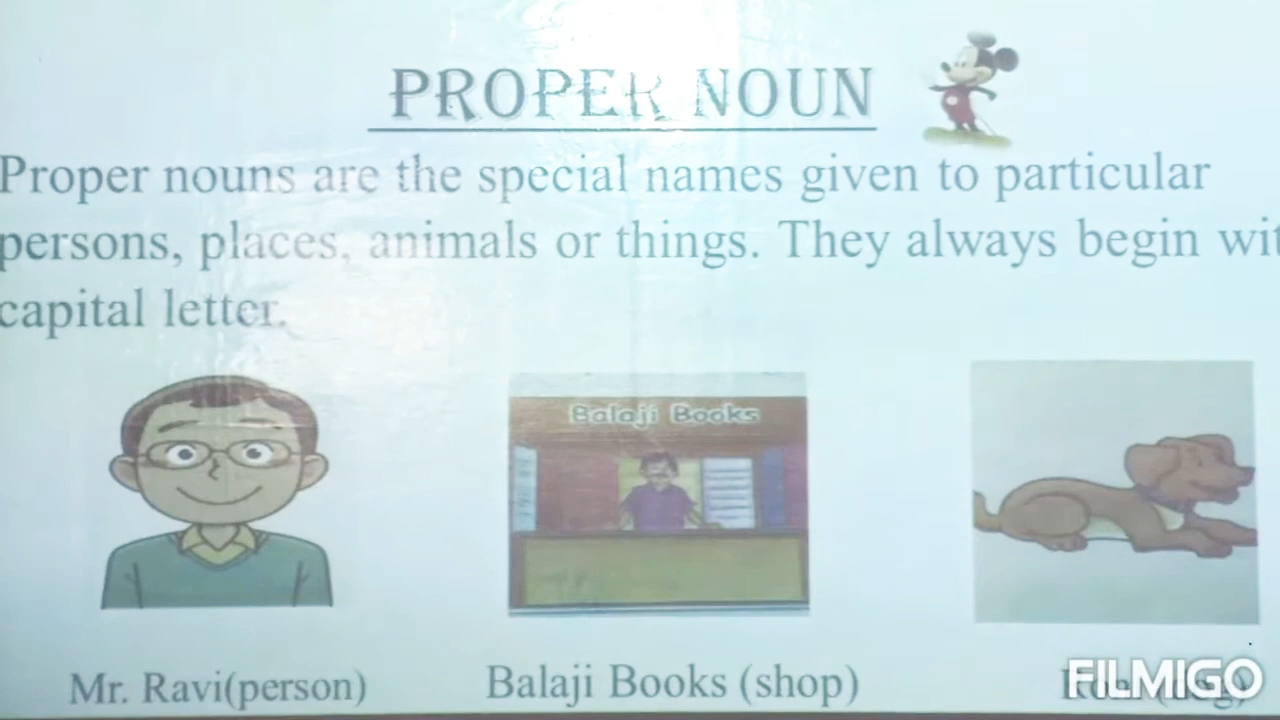 PROPER NOUN
Proper nouns are the special names given to particular
persons, places, animals or things. They always begin
capital letter.
Balaji Books
Mr. Ravi(person)
Balaji Books (shop)
FILMIGO